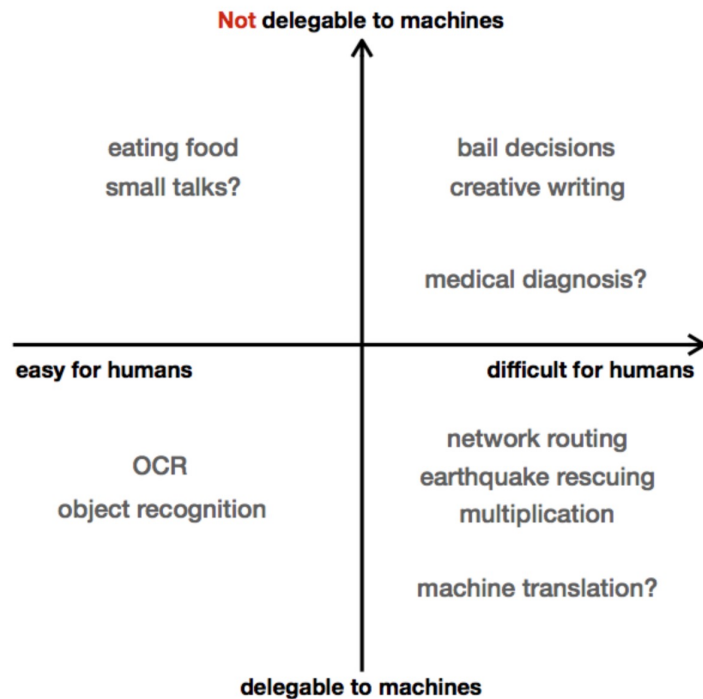 Not delegable to machines
eating food
small talks?
bail decisions
creative writing
medical diagnosis?
easy for humans
difficult for humans
OCR
object recognition
network routing
earthquake rescuing
multiplication
machine translation?
delegable to machines